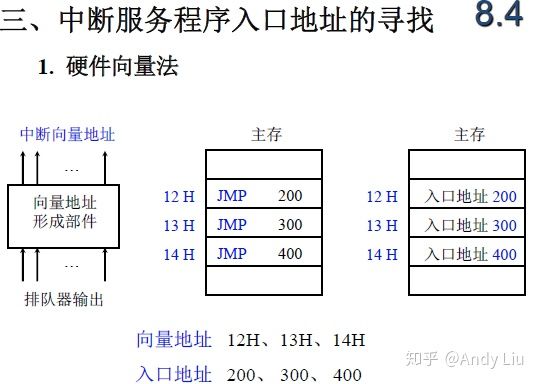 三、中断服务程序入口地址的寻找 8.4
1. 硬件向量法
中断向量地址
…
向量地址
形成部件
…
排队器输出
主存
12 H JMP 200
13 H JMP 300
14 H JMP 400
主存
12 H 入口地址 200
13 H 入口地址 300
14 H 入口地址 400
向量地址 12H、13H、14H
入口地址 200、 300、 400
知乎 @Andy Liu